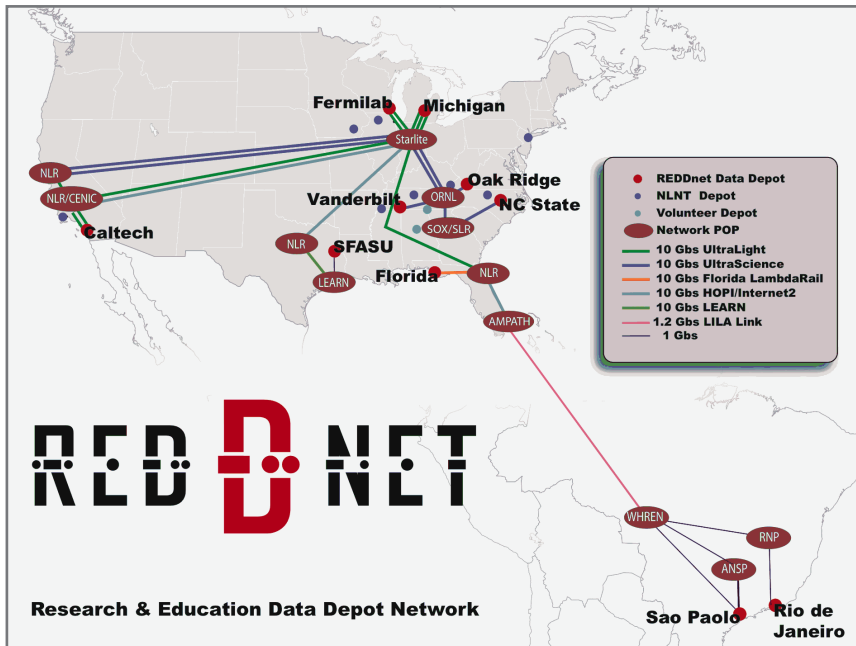 Fermilab
Michigan
Starlite
NLR
NLR/CENIC
Caltech
Oak Ridge
ORNL
Vanderbilt
NC State
SOX/SLR
NLR
SFASU
LEARN
Florida
NLR
AMPATH
REDDnet Data Depot
NLNT Depot
Volunteer Depot
Network POP
10 Gbs UltraLight
10 Gbs UltraScience
10 Gbs Florida LambdaRail
10 Gbs HOPI/Internet2
10 Gbs LEARN
1.2 Gbs LILA Link
1 Gbs
RED D NET
WHREN
RNP
ANSP
Sao Paolo
Rio de
Janeiro
Research & Education Data Depot Network